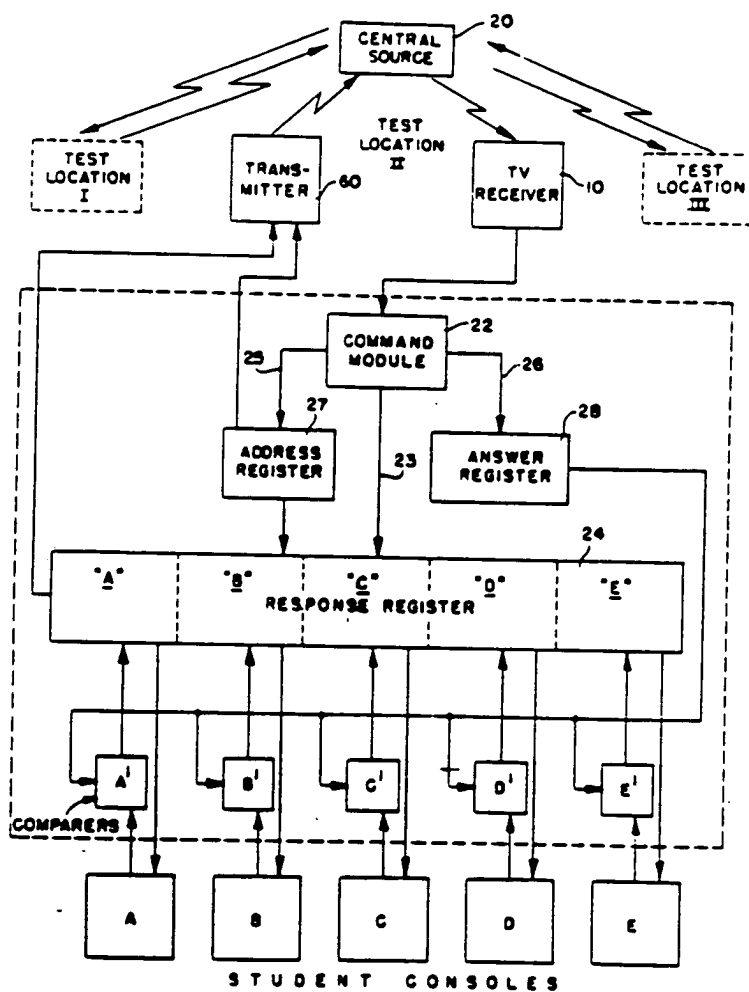 20
CENTRAL
SOURCE
TEST
LOCATION
I
TRANS-
MITTER
60
TEST
LOCATION
II
TV
RECEIVER
10
TEST
LOCATION
III
COMMAND
MODULE
22
25
26
27
ADDRESS
REGISTER
23
28
ANSWER
REGISTER
24
"A"
"B"
"C"
"D"
"E"
RESPONSE REGISTER
A'
B'
C'
D'
E'
COMPARERS
A
B
C
D
E
STUDENT CONSOLES